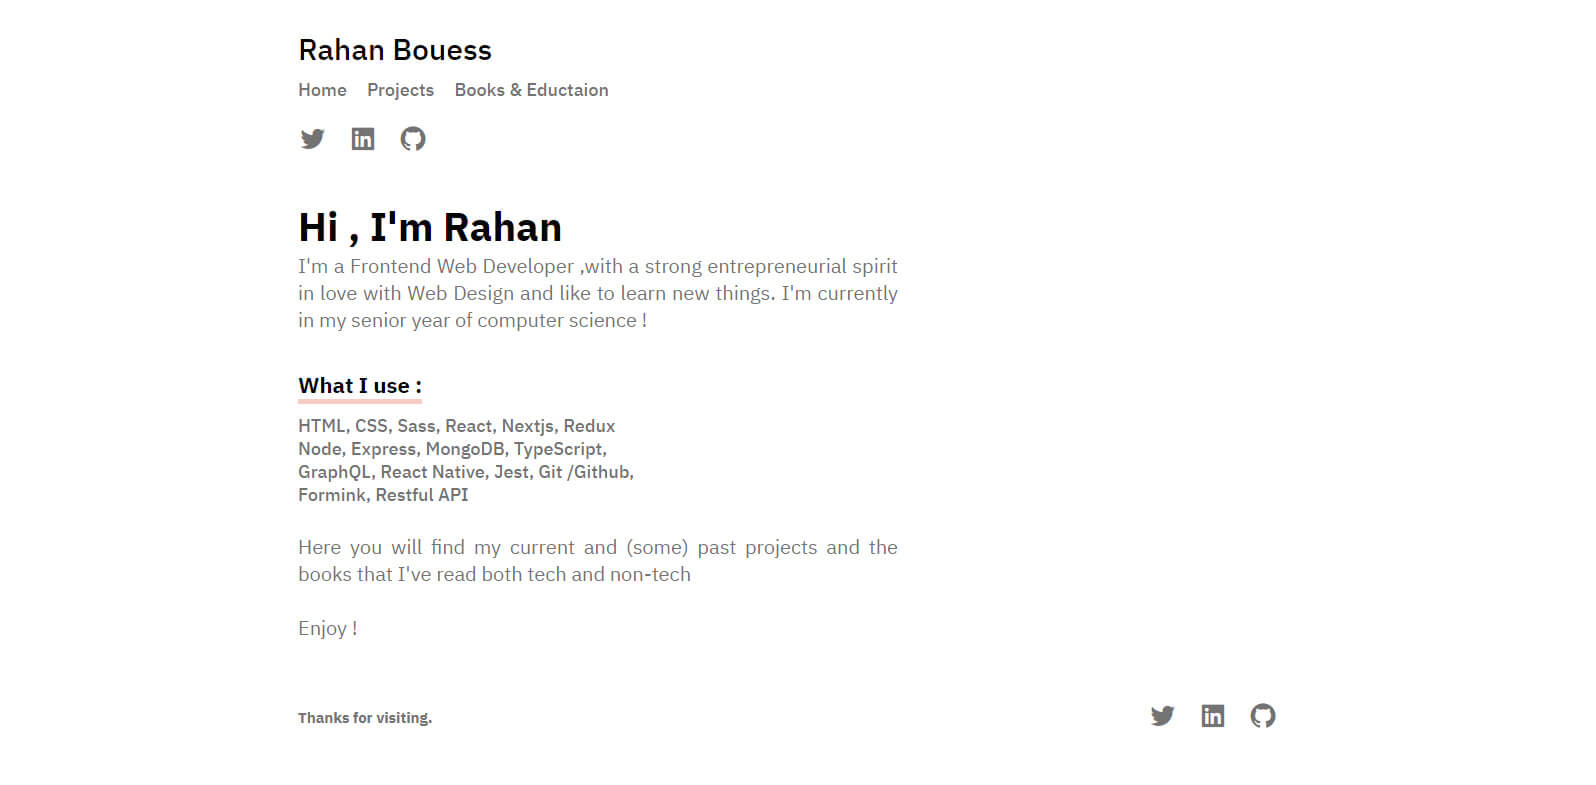 Rahan Bouess
Home Projects Books & Eductaion
Hi , I'm Rahan
I'm a Frontend Web Developer ,with a strong entrepreneurial spirit
in love with Web Design and like to learn new things. I'm currently
in my senior year of computer science !
What I use :
HTML, CSS, Sass, React, Nextjs, Redux
Node, Express, MongoDB, TypeScript,
GraphQL, React Native, Jest, Git /Github,
Formink, Restful API
Here you will find my current and (some) past projects and the
books that I've read both tech and non-tech
Enjoy !
Thanks for visiting.